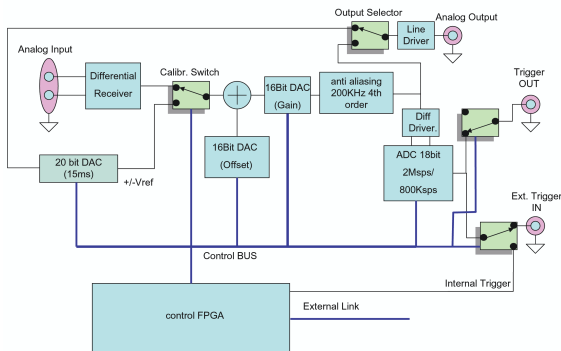 Output Selector
Analog Output
Line
Driver
Analog Input
Differential
Receiver
Calibr. Switch
16Bit DAC
(Gain)
anti aliasing
200KHz 4th
order
Trigger
OUT
Diff
Driver.
16Bit DAC
(Offset)
ADC 18bit
2Msps/
800Ksps
20 bit DAC
(15ms)
+/-Vref
Ext. Trigger
IN
Control BUS
Internal Trigger
External Link
control FPGA